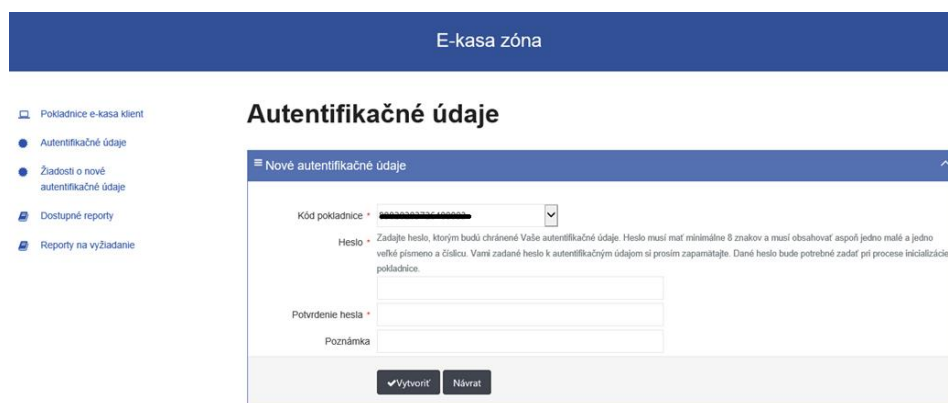 E-kasa zóna
Pokladnice e-kasa klient
Autentifikačné údaje
Žiadosti o nové
autentifikačné údaje
Dostupné reporty
Reporty na vyžiadanie
Autentifikačné údaje
Nové autentifikačné údaje
Kód pokladnice *
Heslo *
Zadajte heslo, ktorým budú chránené Vaše autentifikačné údaje. Heslo musí mať minimálne 8 znakov a musí obsahovať aspoň jedno malé a jedno
veľké písmeno a číslicu. Vami zadané heslo k autentifikačným údajom si prosím zapamätajte. Dané heslo bude potrebné zadať pri procese inicializácie
pokladnice.
Potvrdenie hesla *
Poznámka
Vytvoriť
Návrat